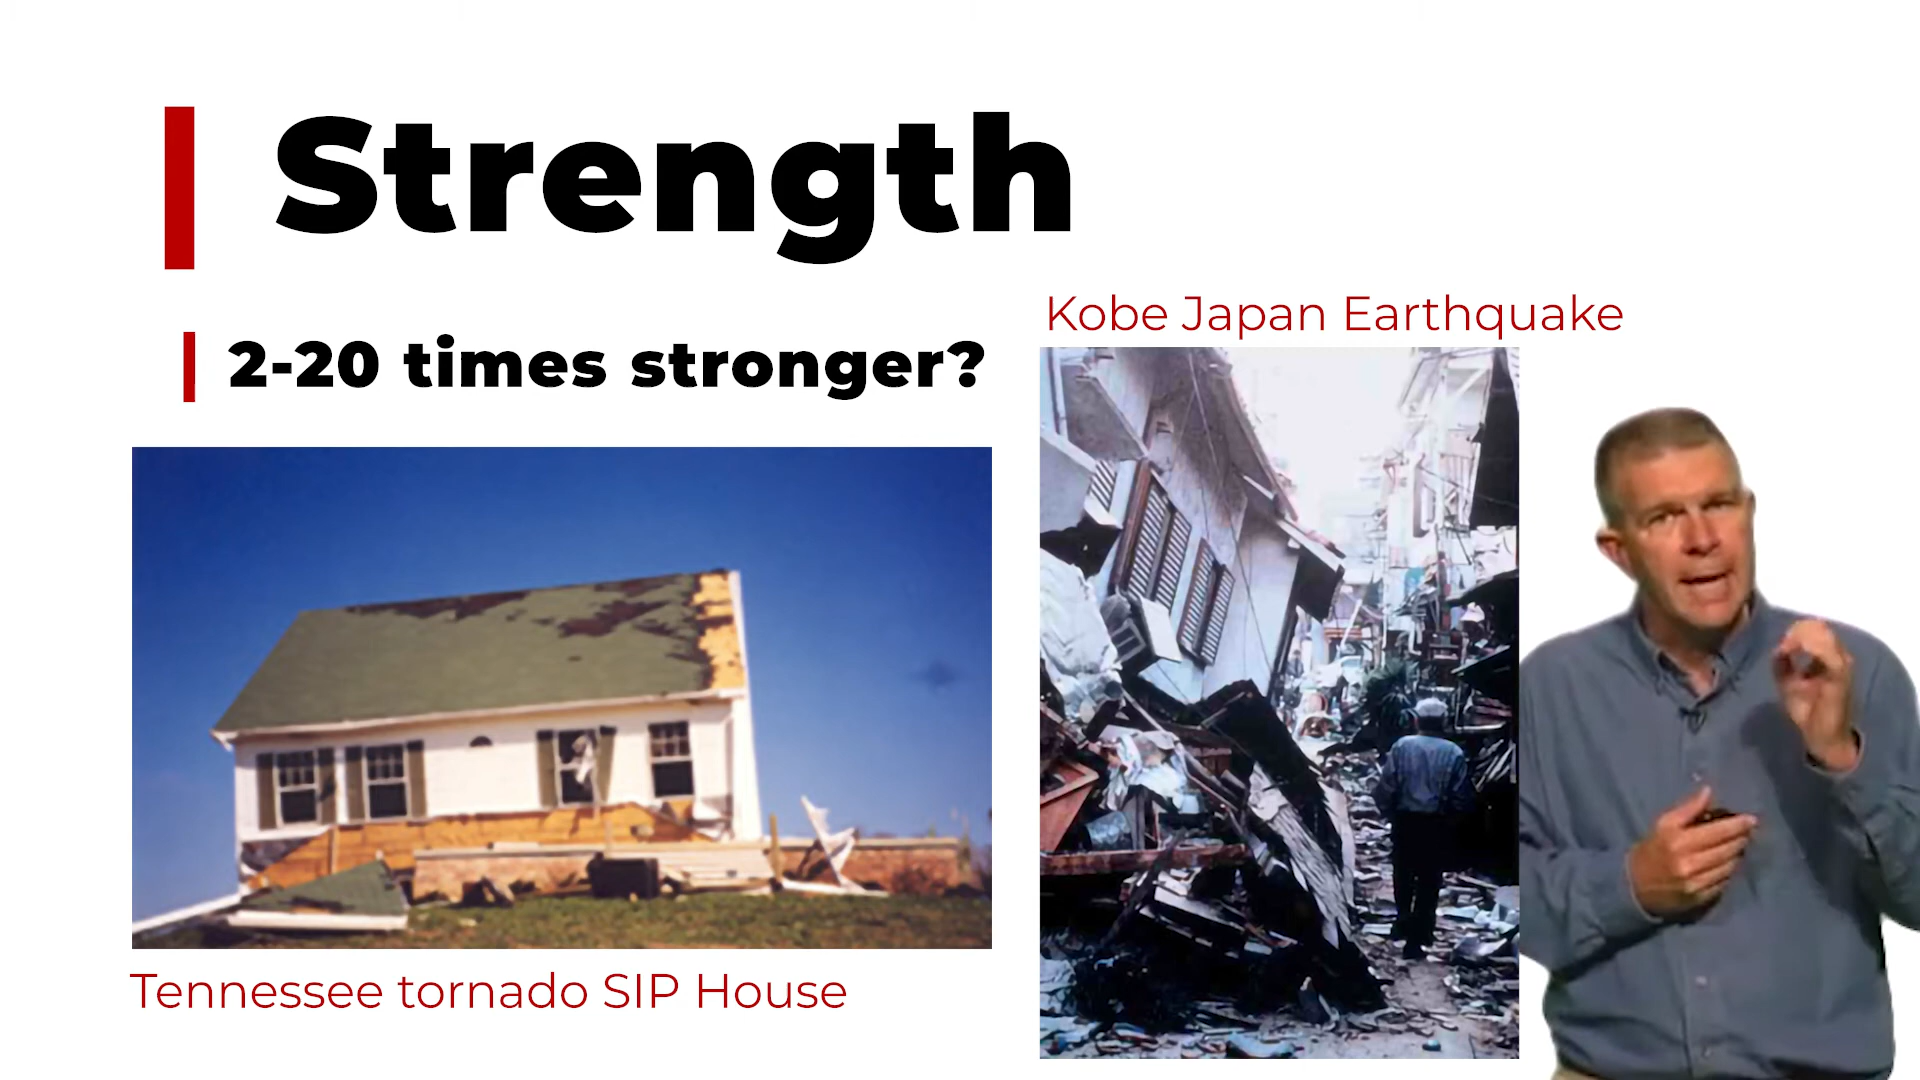 Strength
2-20 times stronger?
Kobe Japan Earthquake
Tennessee tornado SIP House